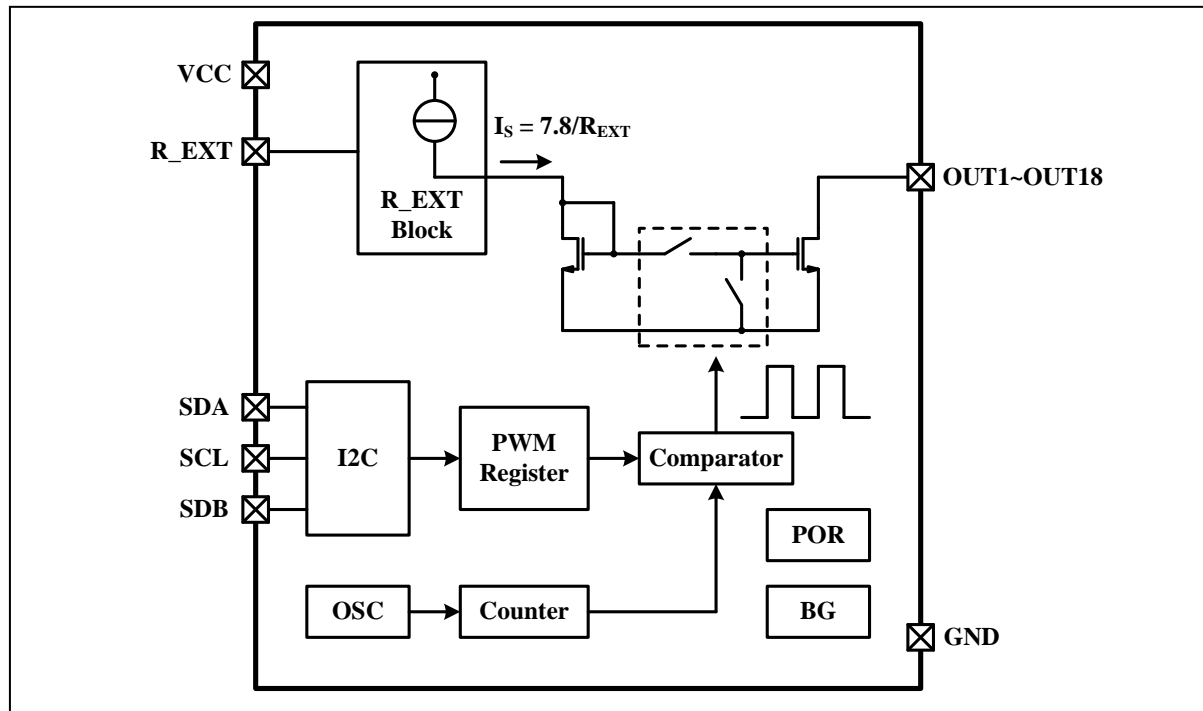 VCC
R_EXT
I_S = 7.8/R_EXT
R_EXT
Block
OUT1~OUT18
SDA
SCL
SDB
I2C
PWM
Register
Comparator
POR
OSC
Counter
BG
GND